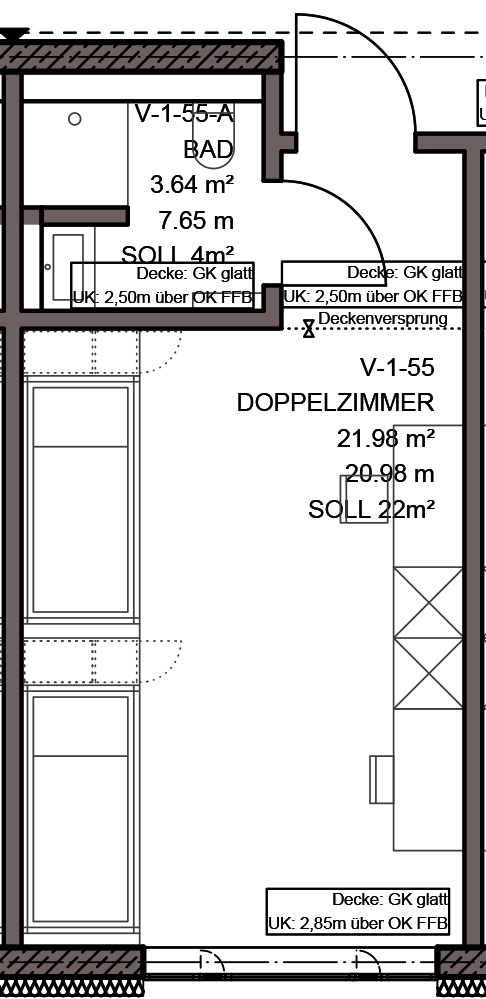 V-1-55-A
BAD
3.64 m²
7.65 m
SOLL 4m²
Decke: GK glatt
UK: 2,50m über OK FFB
Decke: GK glatt
UK: 2,50m über OK FFB
Deckenversprung
V-1-55
DOPPELZIMMER
21.98 m²
20.98 m
SOLL 22m²
Decke: GK glatt
UK: 2,85m über OK FFB